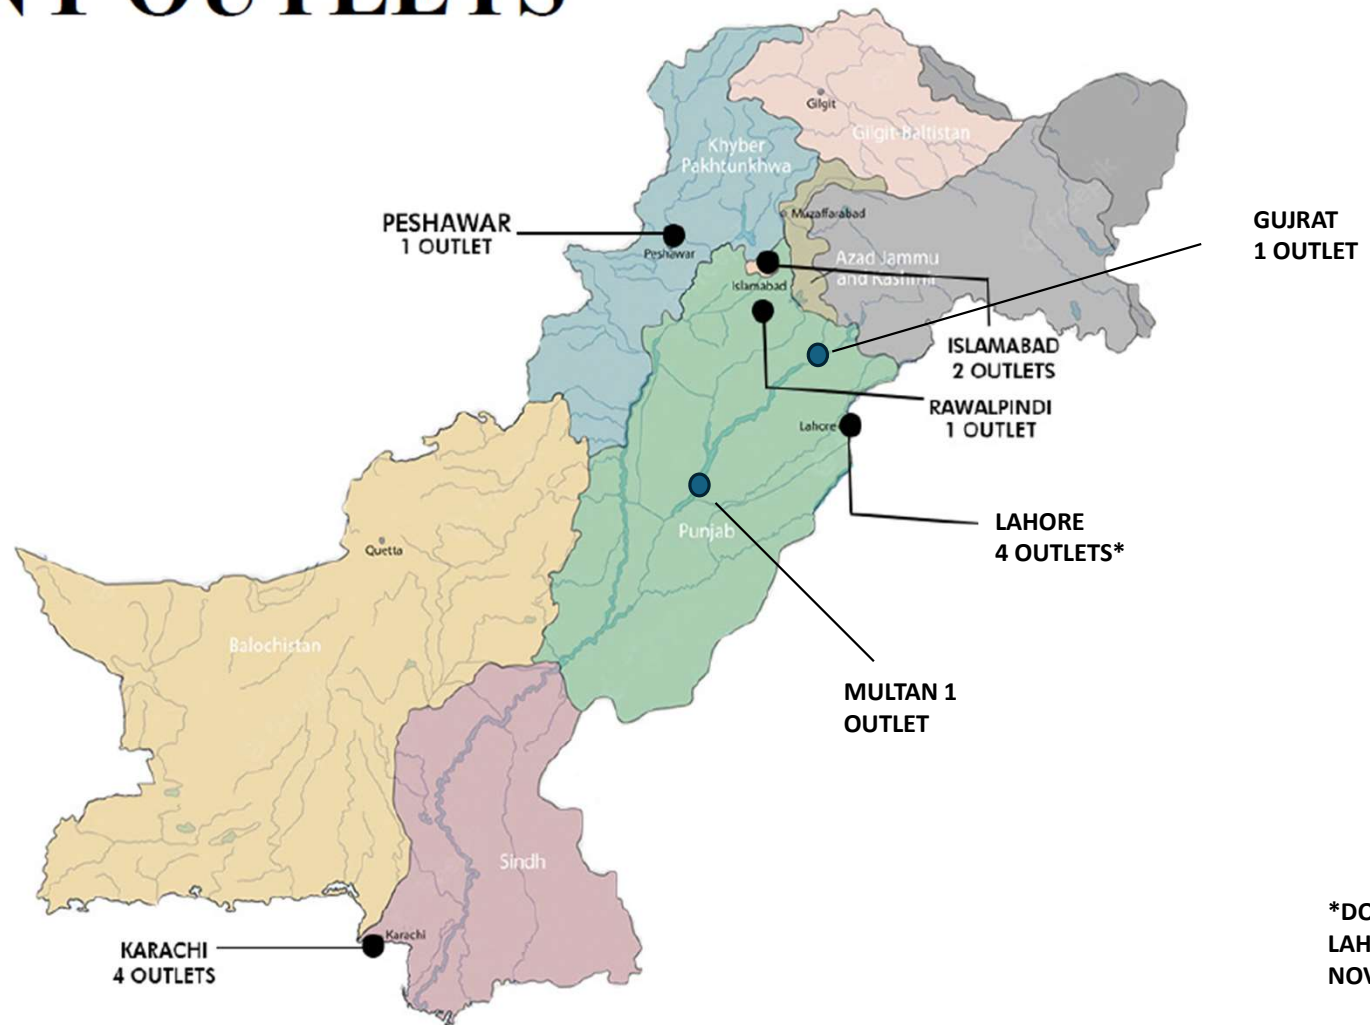 OUTLETS
Gilgit
Gilgit-Baltistan
Khyber
Pakhtunkhwa
Muzaffarabad
PESHAWAR
1 OUTLET
Peshawar
GUJRAT
1 OUTLET
Azad Jammu
and Kashmir
Islamabad
ISLAMABAD
2 OUTLETS
RAWALPINDI
1 OUTLET
Lahore
LAHORE
4 OUTLETS*
Punjab
Quetta
Balochistan
MULTAN 1
OUTLET
Sindh
Karachi
KARACHI
4 OUTLETS